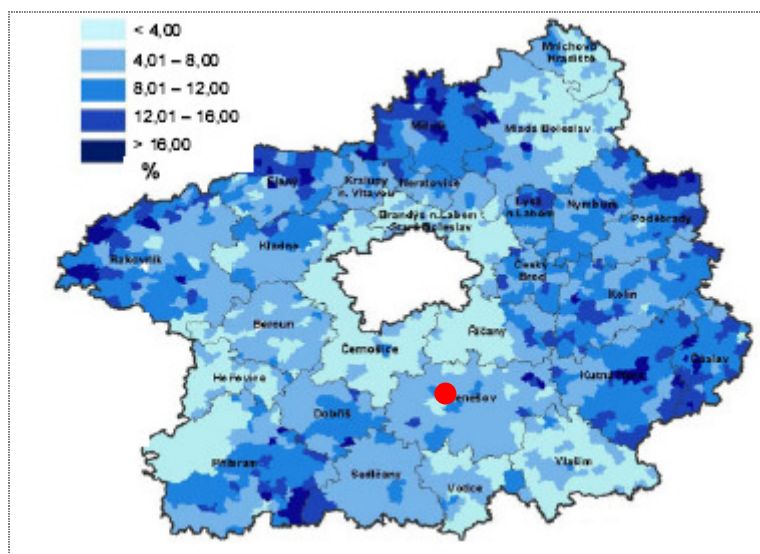 < 4,00
4,01 – 8,00
8,01 – 12,00
12,01 – 16,00
> 16,00
%
Mnichovo
Hradiště
Mělník
Mladá Boleslav
Slaný
Kralupy
n. Vltavou
Neratovice
Lysá
n.Labem
Nymburk
Brandýs n.Labem
Stará Boleslav
Poděbrady
Rakovník
Kladno
Český
Brod
Kolín
Beroun
Černošice
Říčany
Hořovice
Kutná Hora
Čáslav
Dobříš
enešov
Příbram
Sedlčany
Votice
Vlašim